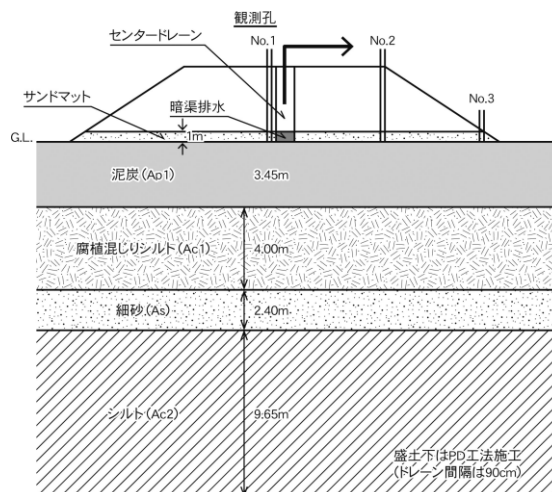 観測孔
センタードレーン
No.1
No.2
暗渠排水
サンドマット
No.3
1m
G.L.
泥炭(Ap1)
3.45m
腐植混じりシルト(Ac1)
4.00m
細砂(As)
2.40m
シルト(Ac2)
9.65m
盛土下はPD工法施工
(ドレーン間隔は90cm)